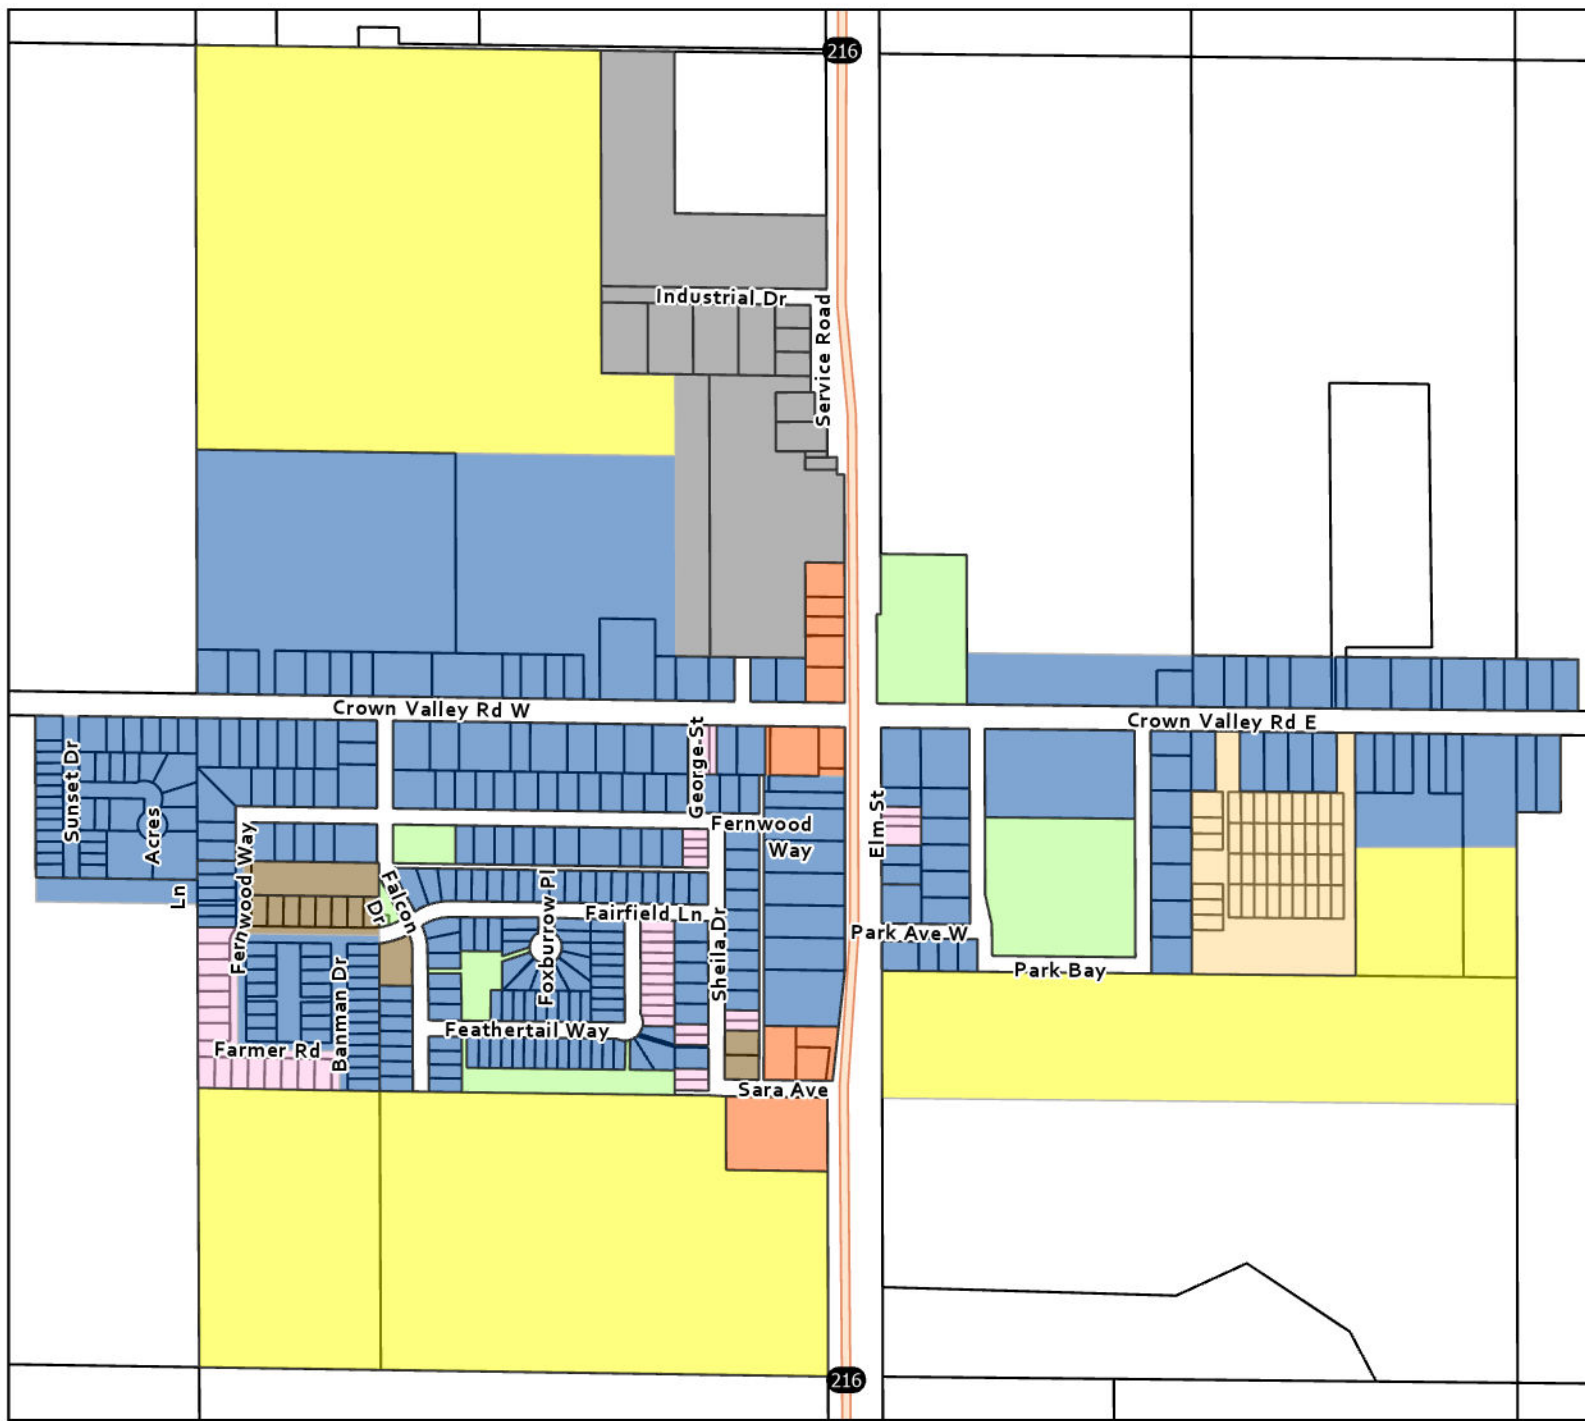 216
Industrial Dr
Service Road
Crown Valley Rd W
Crown Valley Rd E
George St
Sunset Dr
Acres
Ln
Fernwood Way
Fernwood
Way
Elm St
Falcon
Dr
Foxburrow Pl
Fairfield Ln
Sheila Dr
Park Ave W
Park Bay
Banman Dr
Feathertail Way
Farmer Rd
Sara Ave
216